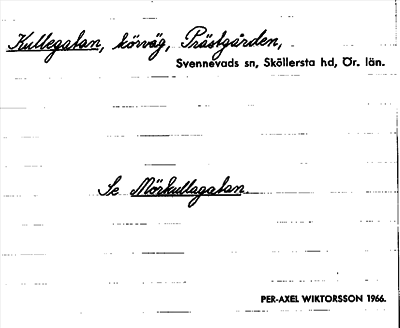 Kullegatan, körväg, Prästgården,
Svennevads sn, Sköllersta hd, Ör. län.
Se Mörkullagatan.
PER-AXEL WIKTORSSON 1966.